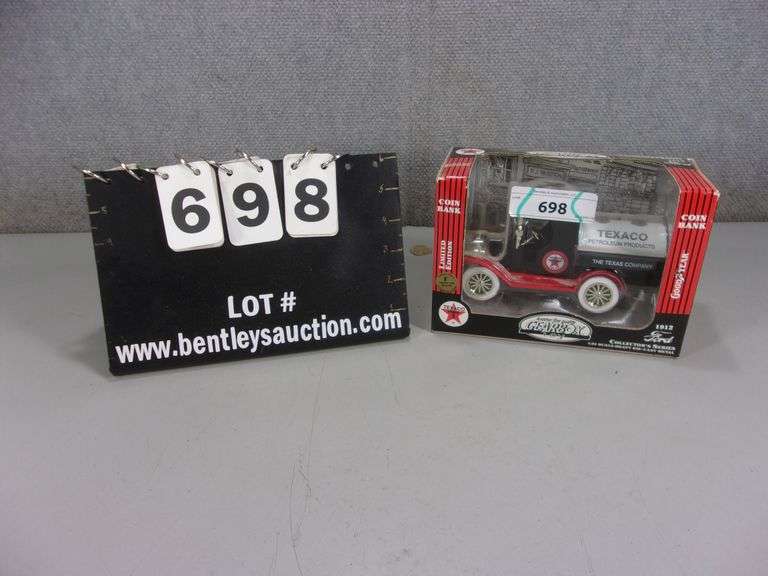 698
LOT #
www.bentleysauction.com
COIN BANK
LIMITED EDITION
TEXACO
698
TEXACO
PETROLEUM PRODUCTS
THE TEXAS COMPANY
GEARBOX
1912
Ford
COLLECTOR'S SERIES
COIN BANK
GOODYEAR